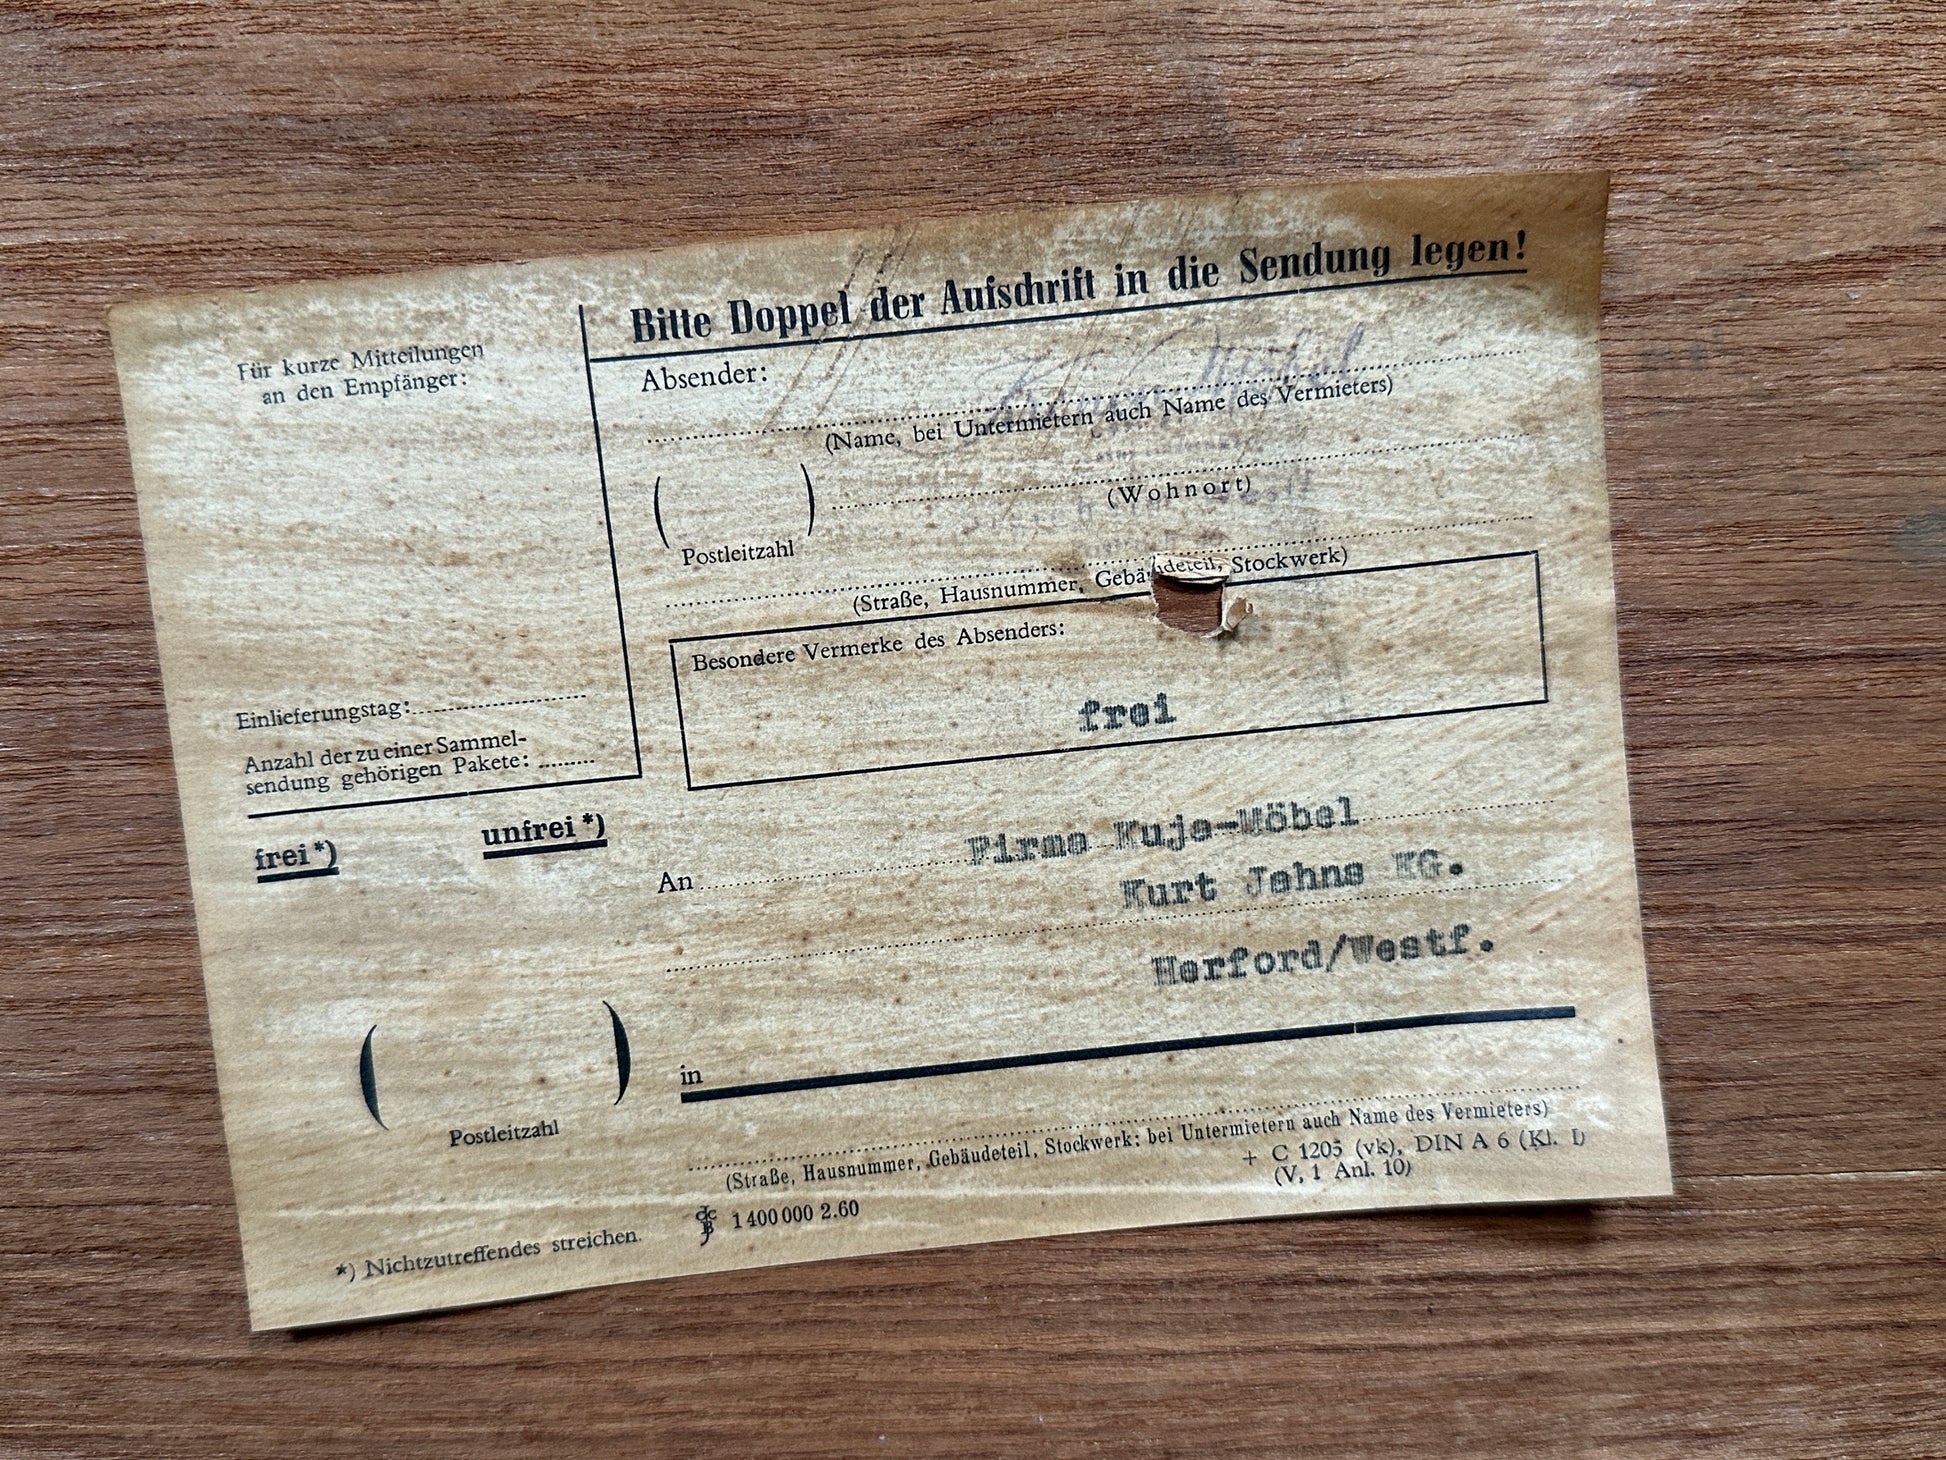 Bitte Doppel der Aufschrift in die Sendung legen!
Für kurze Mitteilungen
an den Empfänger:
Absender:
(Name, bei Untermietern auch Name des Vermieters)
(Wohnort)
Postleitzahl
(Straße, Hausnummer, Gebäudeteil, Stockwerk)
Besondere Vermerke des Absenders:
frei
Einlieferungstag:
Anzahl der zu einer Sammel-
sendung gehörigen Pakete:
frei*) unfrei*)
An Firma Kuja-Möbel
Kurt Jahns KG.
Herford/Westf.
( )
Postleitzahl
in
(Straße, Hausnummer, Gebäudeteil, Stockwerk; bei Untermietern auch Name des Vermieters)
+ C 1205 (vk), DIN A 6 (Kl. I)
(V, 1 Anl. 10)
1 400 000 2.60
*) Nichtzutreffendes streichen.